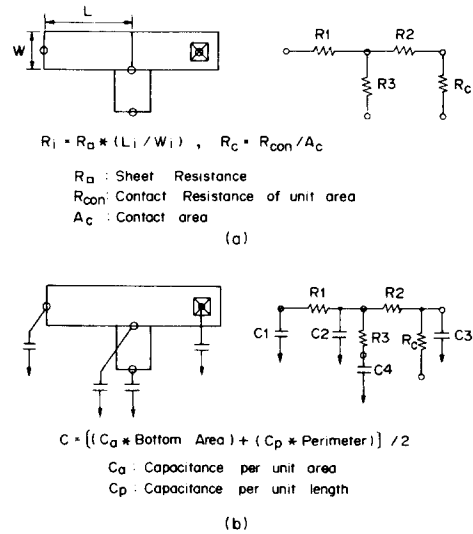 L
W
R1 R2
R3 Rc
Ri = R□ * (Li / Wi) , Rc = Rcon / Ac
R□ : Sheet Resistance
Rcon : Contact Resistance of unit area
Ac : Contact area
(a)
R1 R2
C1 C2 R3 Rc C3
C4
C = [(Ca * Bottom Area) + (Cp * Perimeter)] / 2
Ca : Capacitance per unit area
Cp : Capacitance per unit length
(b)